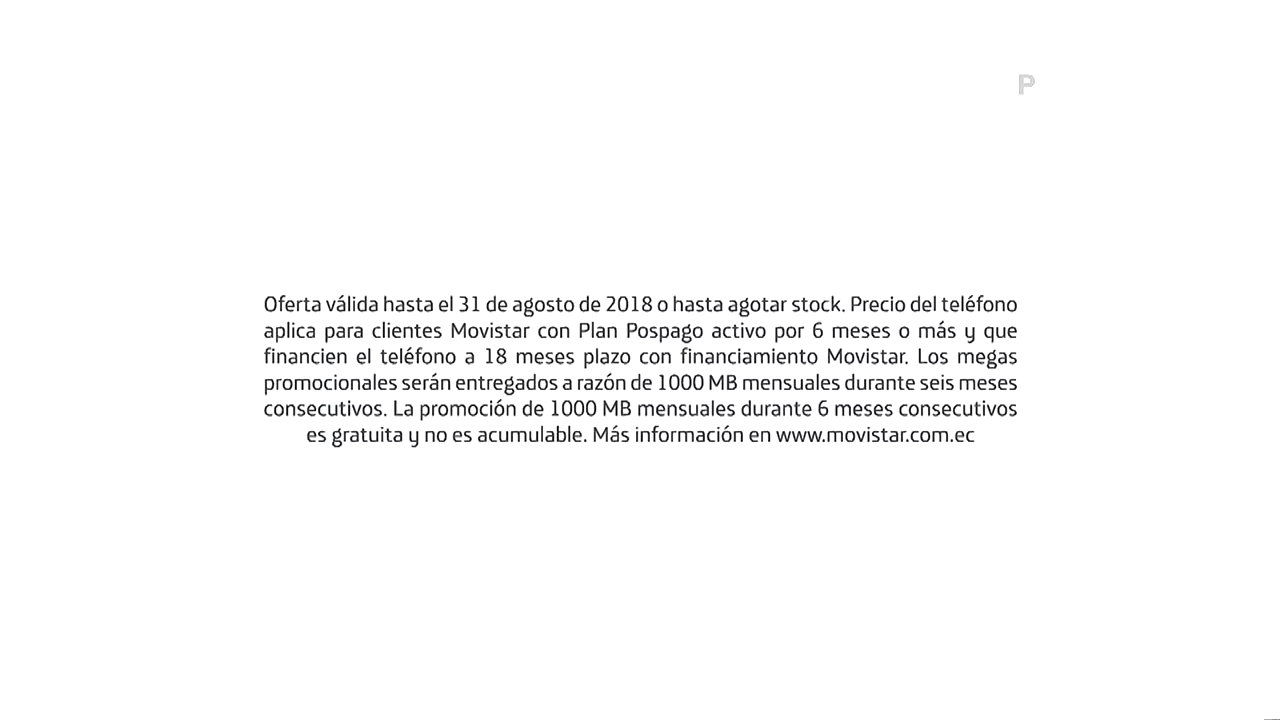 P
Oferta válida hasta el 31 de agosto de 2018 o hasta agotar stock. Precio del teléfono
aplica para clientes Movistar con Plan Pospago activo por 6 meses o más y que
financien el teléfono a 18 meses plazo con financiamiento Movistar. Los megas
promocionales serán entregados a razón de 1000 MB mensuales durante seis meses
consecutivos. La promoción de 1000 MB mensuales durante 6 meses consecutivos
es gratuita y no es acumulable. Más información en www.movistar.com.ec